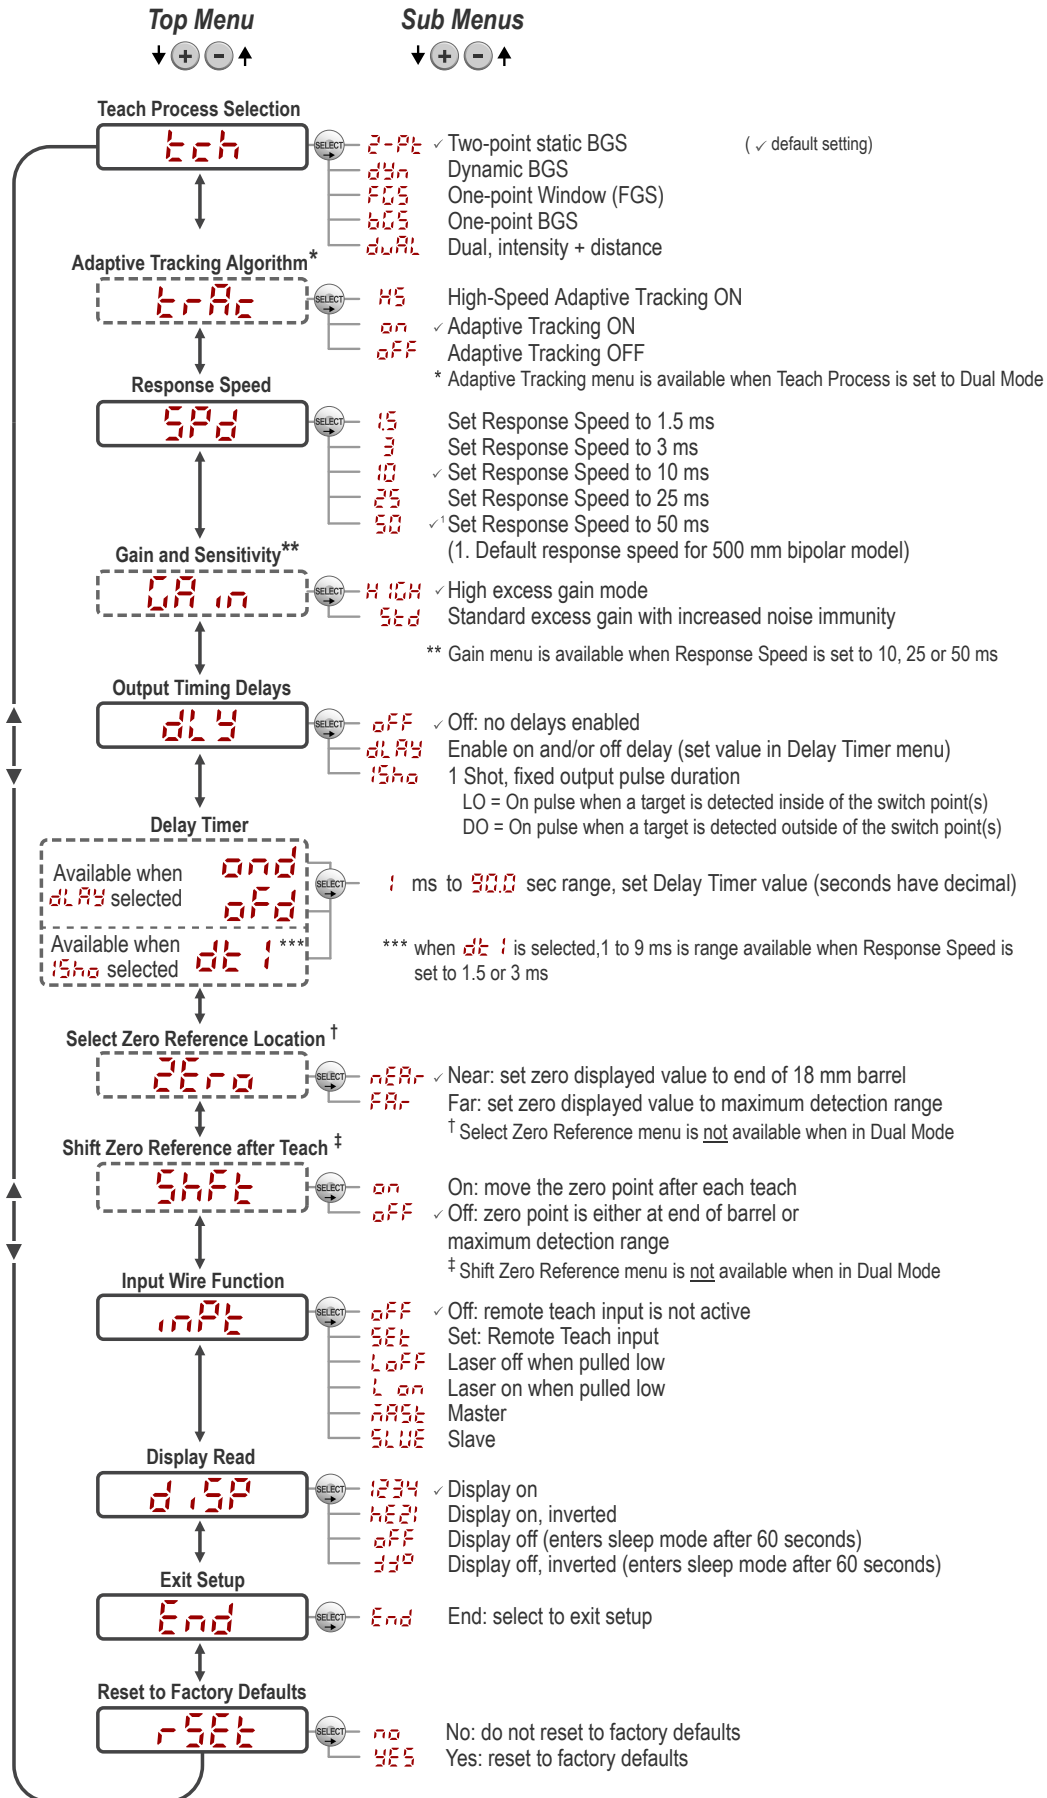 Top Menu Sub Menus
+ - + -
Teach Process Selection
tch SELECT 2-Pt ✓ Two-point static BGS (✓ default setting)
dYn Dynamic BGS
FGS One-point Window (FGS)
bGS One-point BGS
duAL Dual, intensity + distance
Adaptive Tracking Algorithm*
trAc SELECT HS High-Speed Adaptive Tracking ON
on ✓ Adaptive Tracking ON
oFF Adaptive Tracking OFF
* Adaptive Tracking menu is available when Teach Process is set to Dual Mode
Response Speed
SPd SELECT 1.5 Set Response Speed to 1.5 ms
3 Set Response Speed to 3 ms
10 ✓ Set Response Speed to 10 ms
25 Set Response Speed to 25 ms
50 ✓¹ Set Response Speed to 50 ms
(1. Default response speed for 500 mm bipolar model)
Gain and Sensitivity**
GAin SELECT HIGH ✓ High excess gain mode
Std Standard excess gain with increased noise immunity
** Gain menu is available when Response Speed is set to 10, 25 or 50 ms
Output Timing Delays
dLY SELECT oFF ✓ Off: no delays enabled
dLAY Enable on and/or off delay (set value in Delay Timer menu)
1Sho 1 Shot, fixed output pulse duration
LO = On pulse when a target is detected inside of the switch point(s)
DO = On pulse when a target is detected outside of the switch point(s)
Delay Timer
Available when dLAY selected ond oFd SELECT 1 ms to 90.0 sec range, set Delay Timer value (seconds have decimal)
Available when 1Sho selected dt1 ***
*** when dt1 is selected,1 to 9 ms is range available when Response Speed is
set to 1.5 or 3 ms
Select Zero Reference Location †
ZEro SELECT nEAr ✓ Near: set zero displayed value to end of 18 mm barrel
FAr Far: set zero displayed value to maximum detection range
† Select Zero Reference menu is not available when in Dual Mode
Shift Zero Reference after Teach ‡
ShFt SELECT on On: move the zero point after each teach
oFF ✓ Off: zero point is either at end of barrel or
maximum detection range
‡ Shift Zero Reference menu is not available when in Dual Mode
Input Wire Function
inPt SELECT oFF ✓ Off: remote teach input is not active
SEt Set: Remote Teach input
LoFF Laser off when pulled low
L on Laser on when pulled low
nASt Master
SLUE Slave
Display Read
diSP SELECT 1234 ✓ Display on
hEZ1 Display on, inverted
oFF Display off (enters sleep mode after 60 seconds)
JJo Display off, inverted (enters sleep mode after 60 seconds)
Exit Setup
End SELECT End End: select to exit setup
Reset to Factory Defaults
rSEt SELECT no No: do not reset to factory defaults
YES Yes: reset to factory defaults